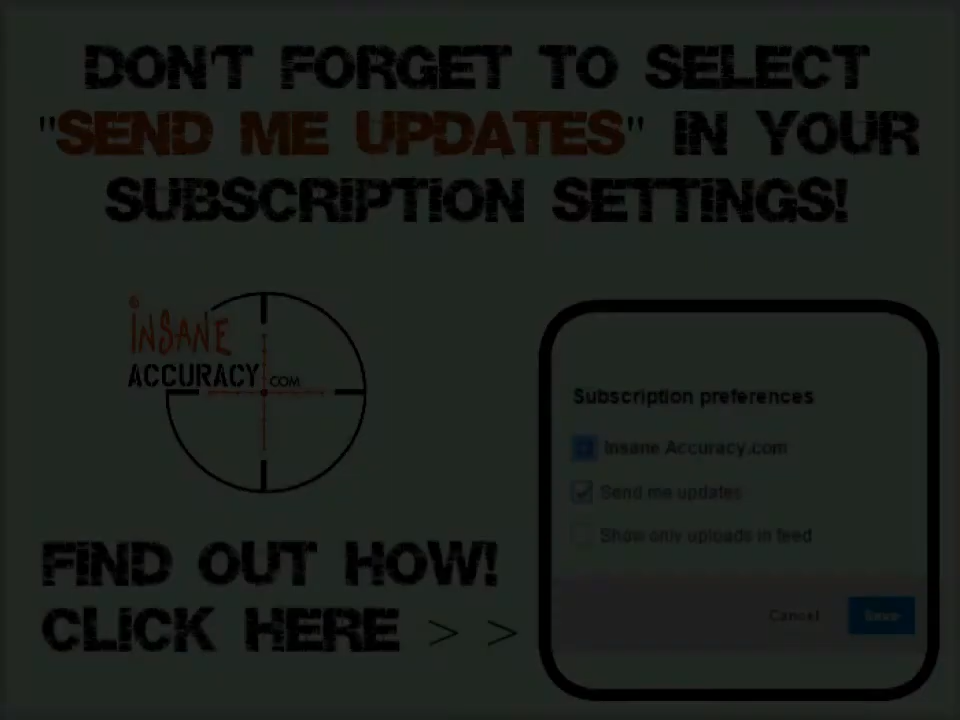 DON'T FORGET TO SELECT
"SEND ME UPDATES" IN YOUR
SUBSCRIPTION SETTINGS!
iNSANE
ACCURACY.COM
Subscription preferences
Insane Accuracy.com
Send me updates
Show only uploads in feed
Cancel Save
FIND OUT HOW!
CLICK HERE > >